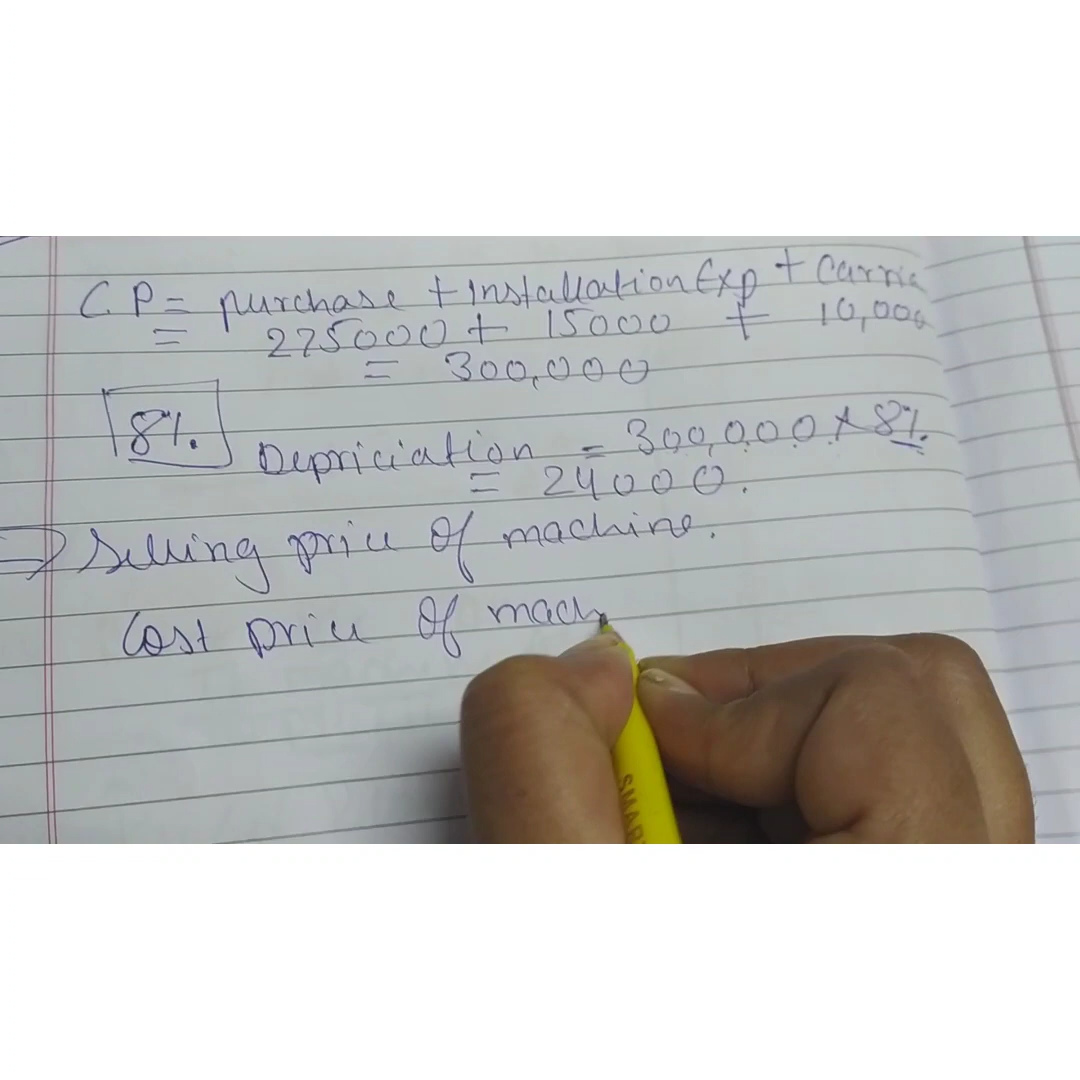 C.P = purchase + Installation Exp + Carria
= 275000 + 15000 + 10,000
= 300,000
8%.
Depriciation = 300,000 x 8%.
= 24000.
⇒ Selling price of machine.
Cost price of mach
SMAR